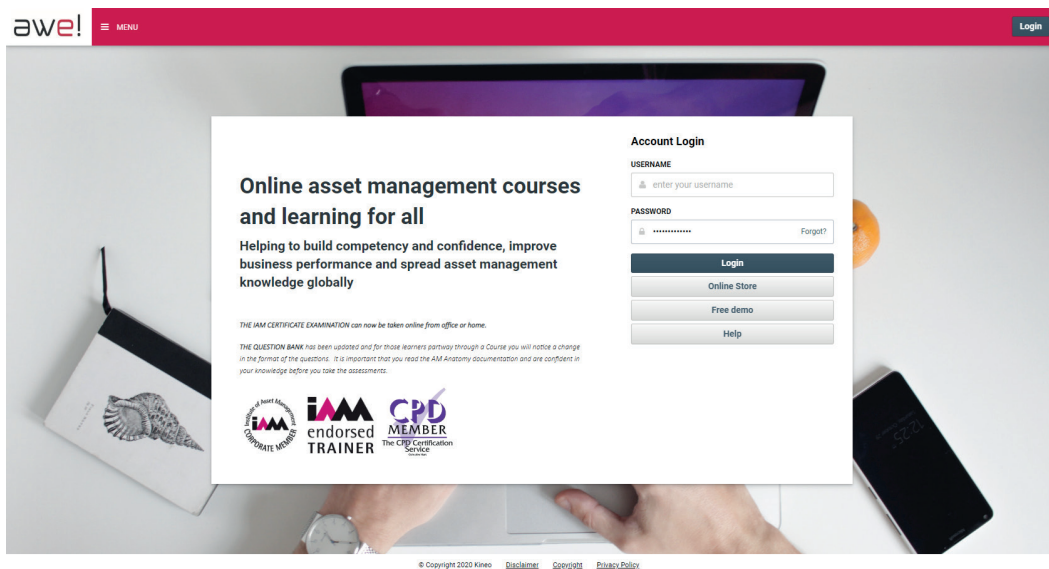 awe!
MENU
Login
Account Login
USERNAME
enter your username
PASSWORD
Forgot?
Login
Online Store
Free demo
Help
Online asset management courses
and learning for all
Helping to build competency and confidence, improve
business performance and spread asset management
knowledge globally
THE IAM CERTIFICATE EXAMINATION can now be taken online from office or home.
THE QUESTION BANK has been updated and for those learners partway through a Course you will notice a change
in the format of the questions. It is important that you read the AM Anatomy documentation and are confident in
your knowledge before you take the assessments.
Institute of Asset Management
iAM
CORPORATE MEMBER
iAM
endorsed
TRAINER
CPD
MEMBER
The CPD Certification
Service
12:25
© Copyright 2020 Kineo Disclaimer Copyright Privacy Policy